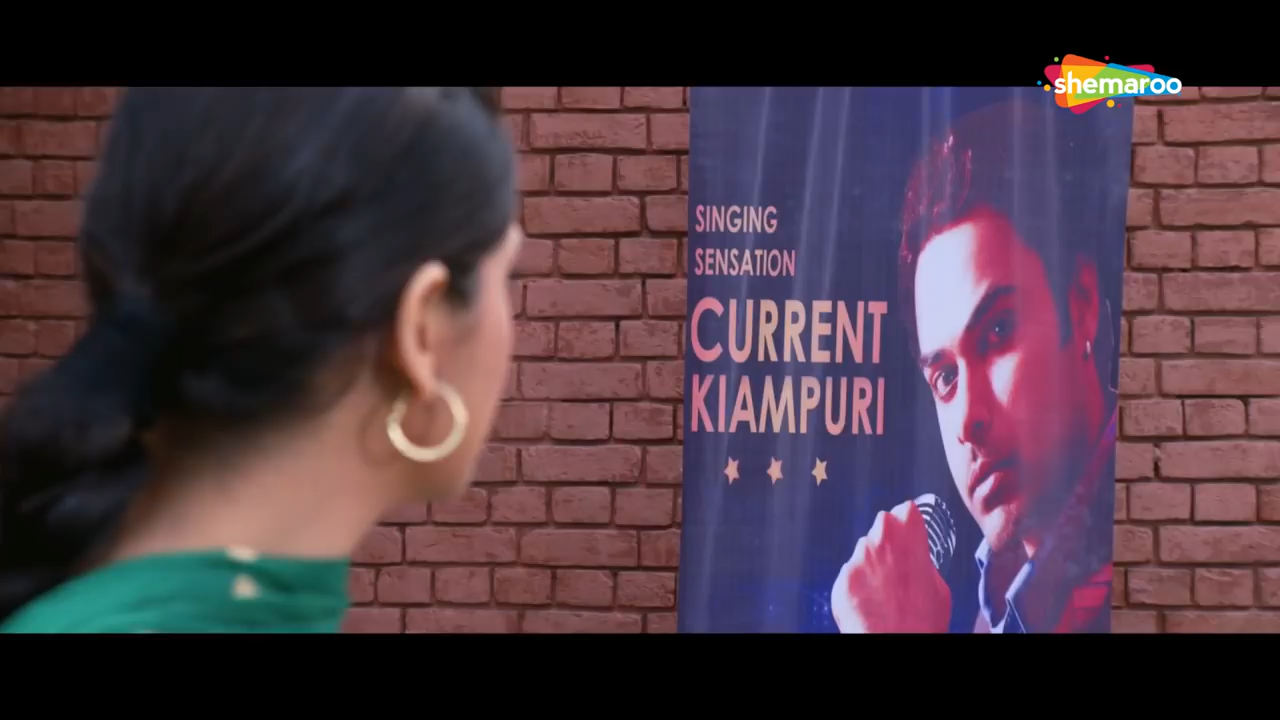 shemaroo
SINGING
SENSATION
CURRENT
KIAMPURI